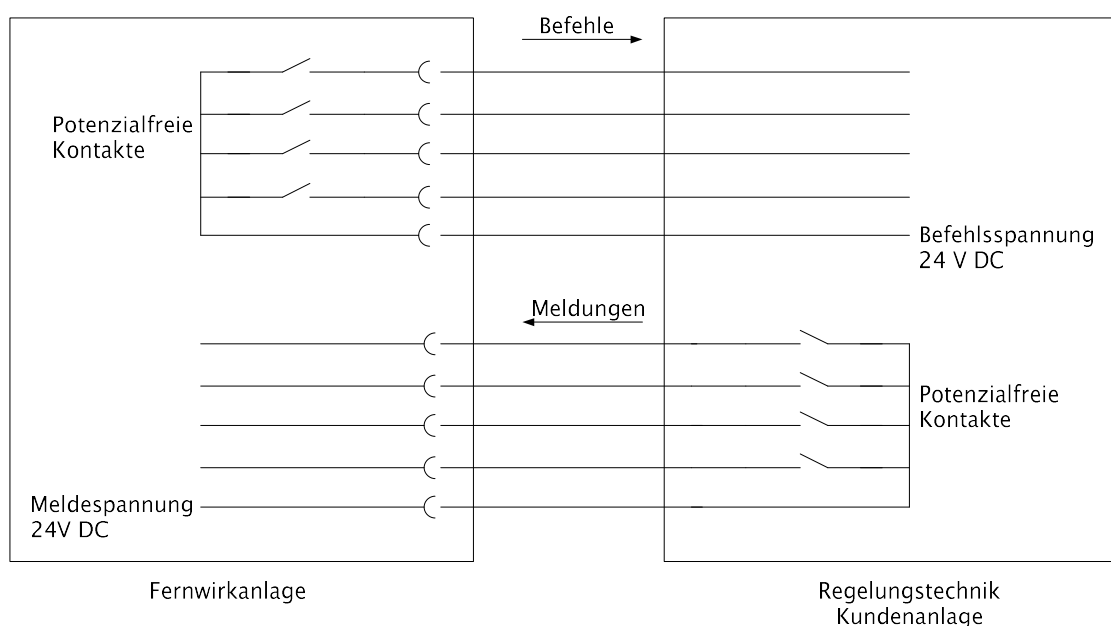 Befehle
Potenzialfreie
Kontakte
Befehlsspannung
24 V DC
Meldungen
Potenzialfreie
Kontakte
Meldespannung
24V DC
Fernwirkanlage
Regelungstechnik
Kundenanlage